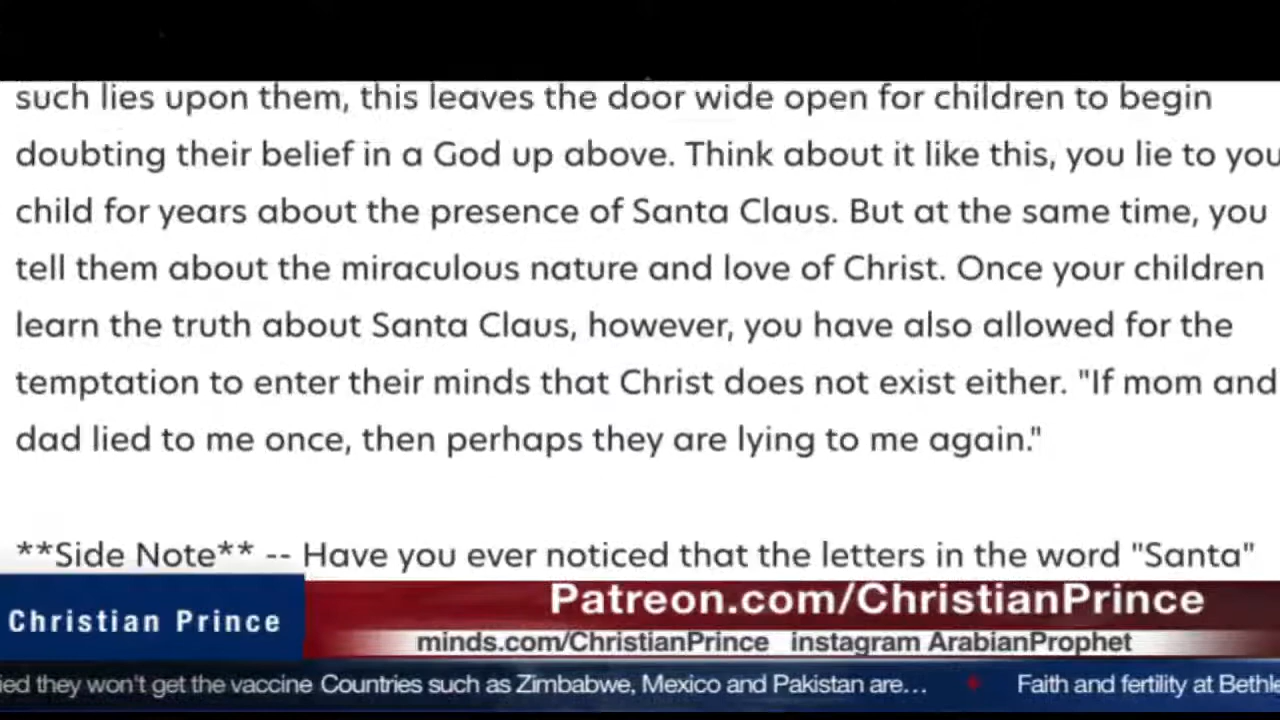 such lies upon them, this leaves the door wide open for children to begin
doubting their belief in a God up above. Think about it like this, you lie to you
child for years about the presence of Santa Claus. But at the same time, you
tell them about the miraculous nature and love of Christ. Once your children
learn the truth about Santa Claus, however, you have also allowed for the
temptation to enter their minds that Christ does not exist either. "If mom and
dad lied to me once, then perhaps they are lying to me again."
**Side Note** -- Have you ever noticed that the letters in the word "Santa"
Christian Prince
Patreon.com/ChristianPrince
minds.com/ChristianPrince instagram ArabianProphet
ied they won't get the vaccine Countries such as Zimbabwe, Mexico and Pakistan are... Faith and fertility at Bethle